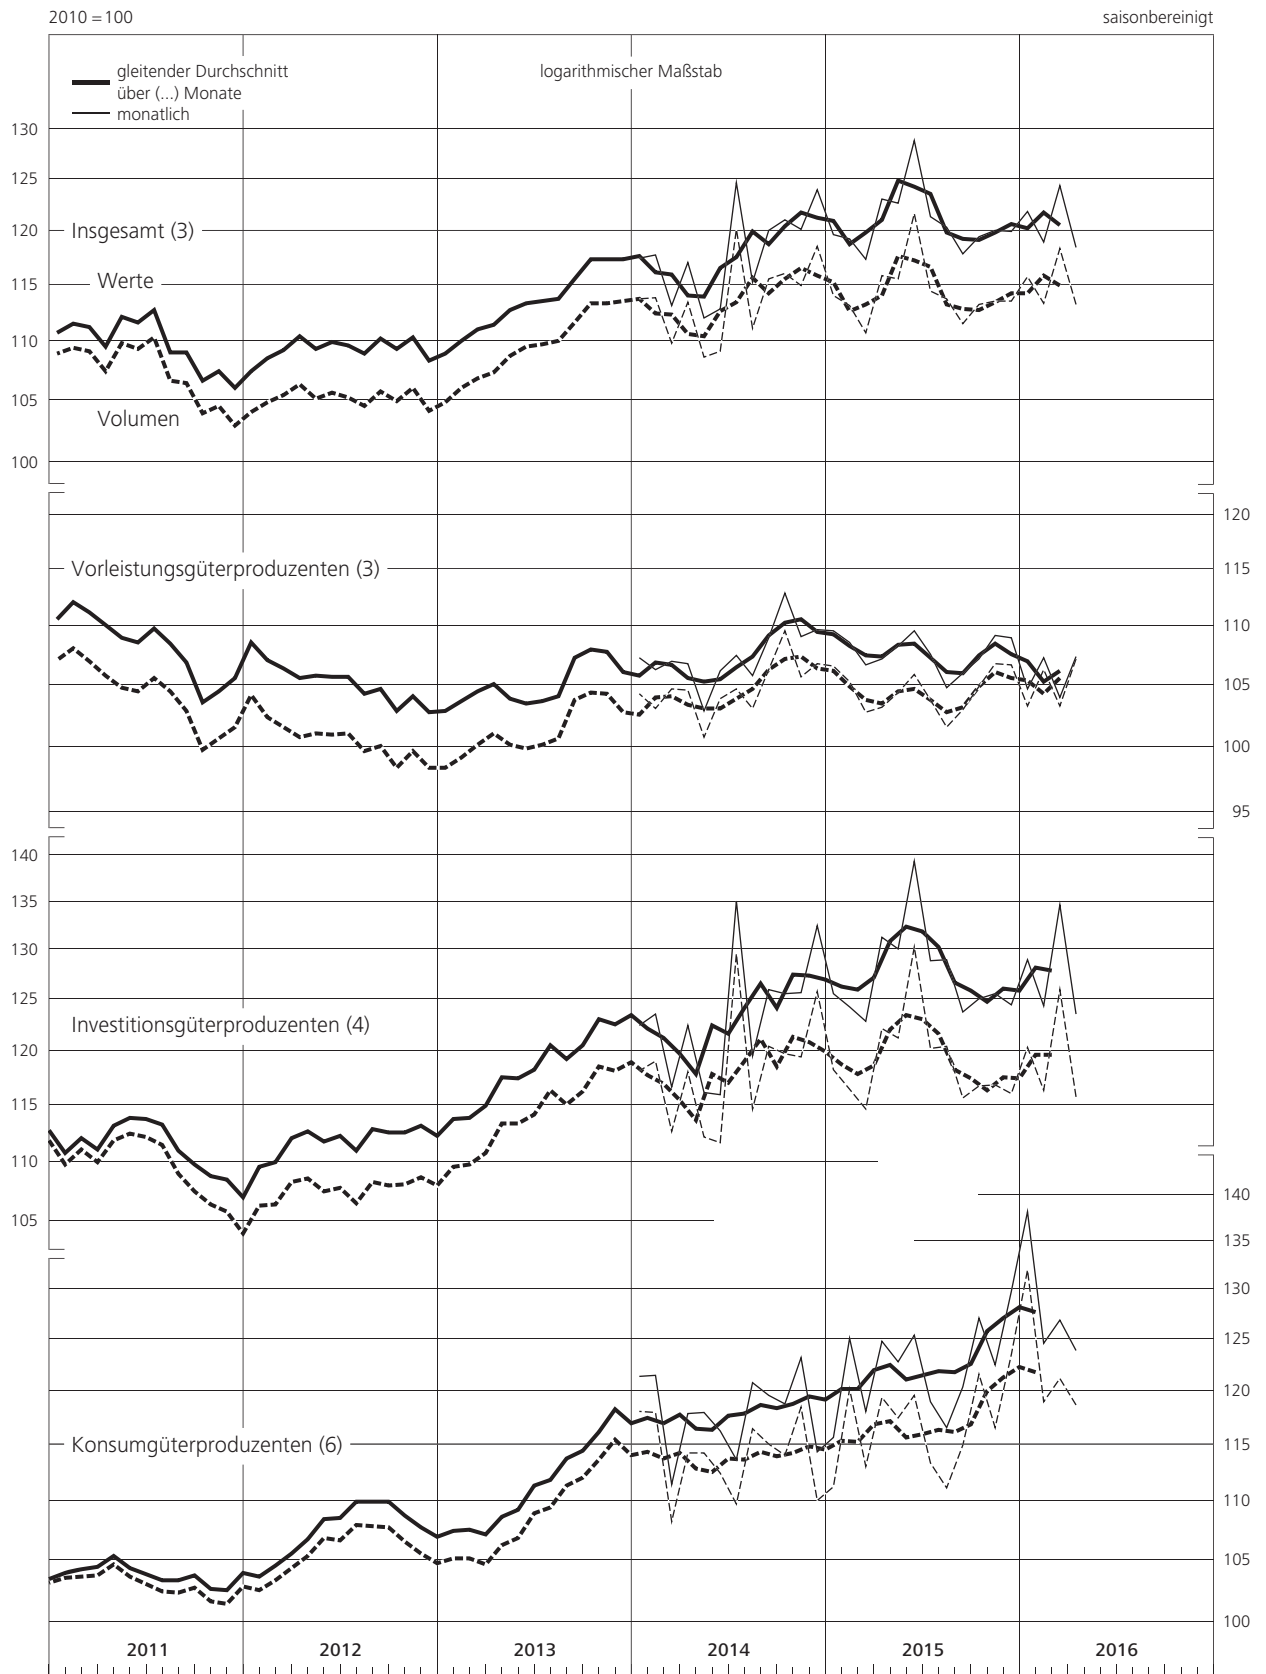 2010 = 100
saisonbereinigt
gleitender Durchschnitt
über (...) Monate
monatlich
logarithmischer Maßstab
130
125
120
115
110
105
100
Insgesamt (3)
Werte
Volumen
120
115
110
105
100
95
Vorleistungsgüterproduzenten (3)
140
135
130
125
120
115
110
105
Investitionsgüterproduzenten (4)
140
135
130
125
120
115
110
105
100
Konsumgüterproduzenten (6)
2011 2012 2013 2014 2015 2016